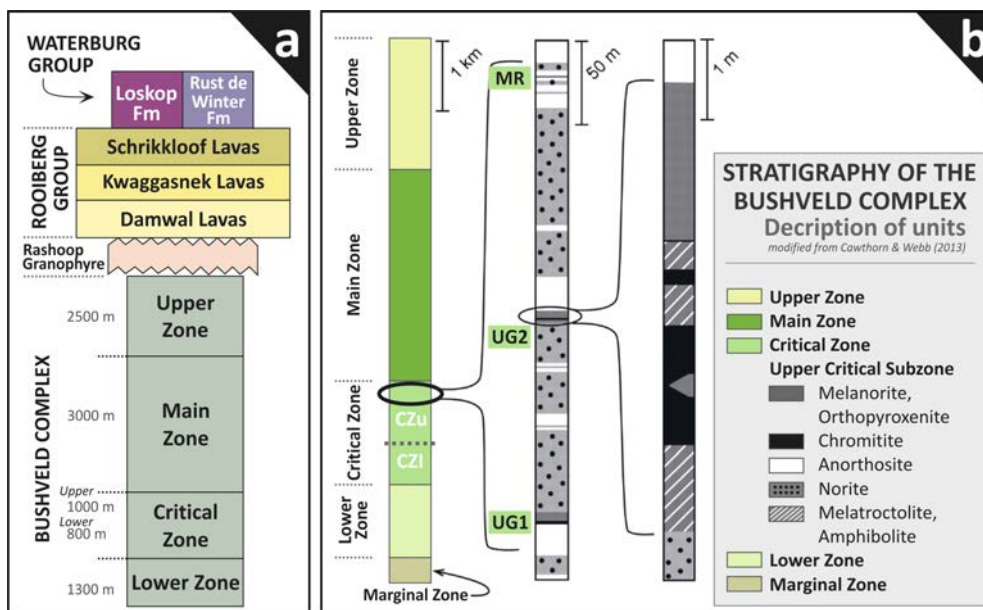 a
WATERBURG
GROUP
Loskop
Fm
Rust de
Winter
Fm
ROOIBERG
GROUP
Schrikkloof Lavas
Kwaggasnek Lavas
Damwal Lavas
Rashoop
Granophyre
BUSHVELD COMPLEX
Upper
Zone
2500 m
Main
Zone
3000 m
Upper
1000 m
Lower
800 m
Critical
Zone
1300 m
Lower Zone
b
Upper Zone
Main Zone
Critical Zone
Lower
Zone
Marginal Zone
1 km
CZu
CZl
50 m
MR
UG2
UG1
1 m
STRATIGRAPHY OF THE
BUSHVELD COMPLEX
Decription of units
modified from Cawthorn & Webb (2013)
Upper Zone
Main Zone
Critical Zone
Upper Critical Subzone
Melanorite,
Orthopyroxenite
Chromitite
Anorthosite
Norite
Melatroctolite,
Amphibolite
Lower Zone
Marginal Zone